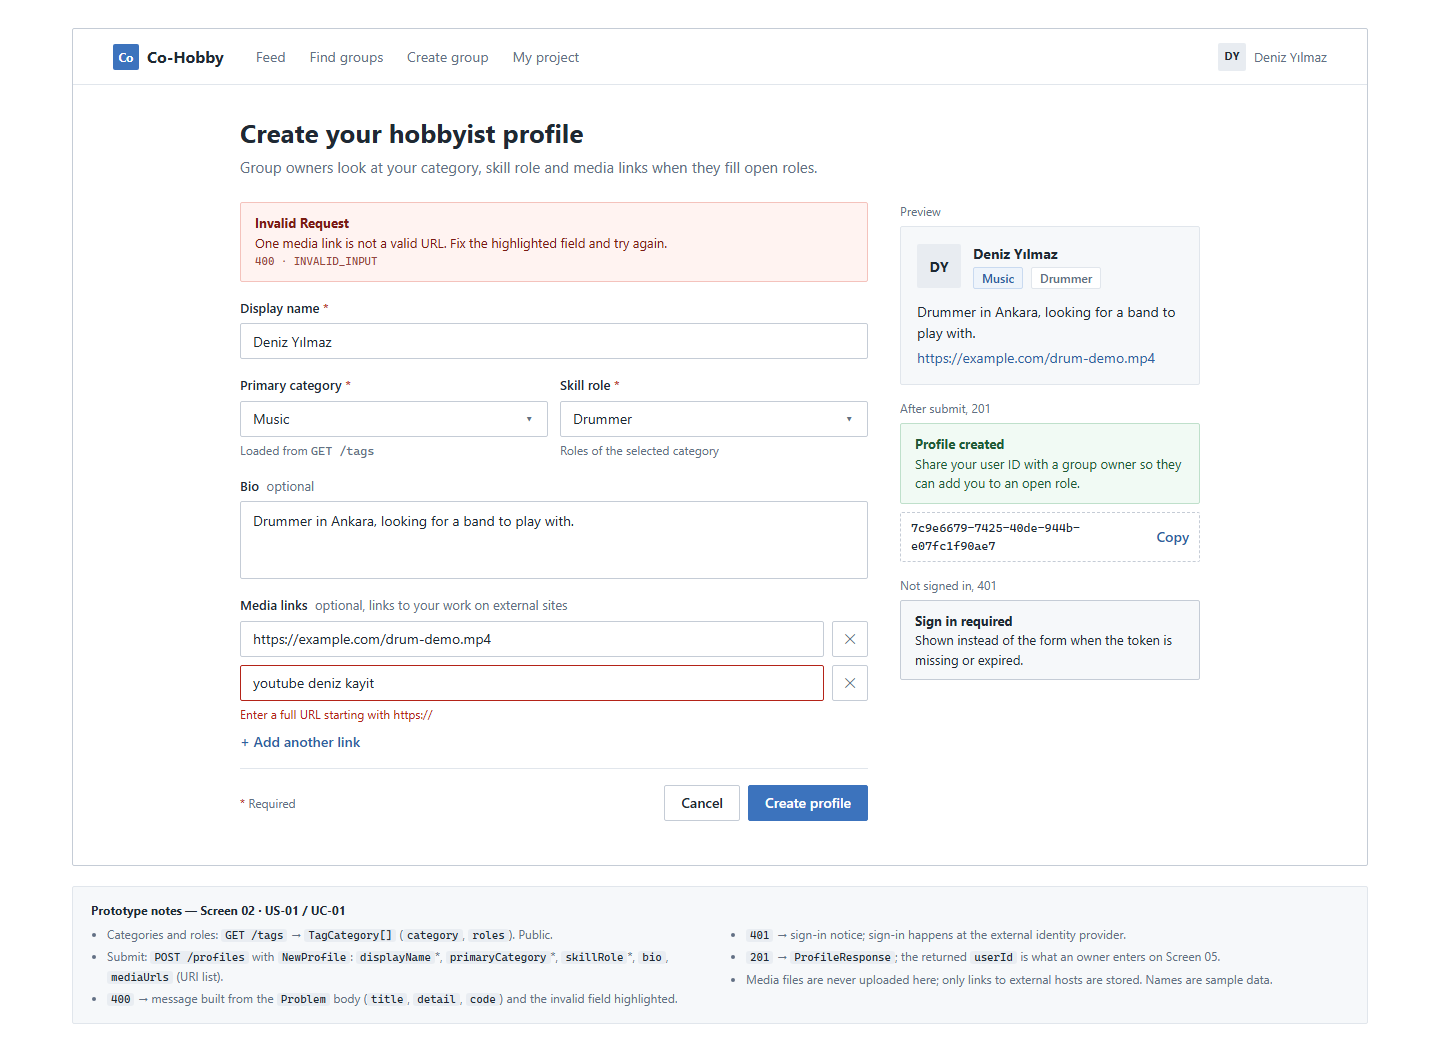 Co Co-Hobby Feed Find groups Create group My project DY Deniz Yılmaz
Create your hobbyist profile
Group owners look at your category, skill role and media links when they fill open roles.
Invalid Request
One media link is not a valid URL. Fix the highlighted field and try again.
400 · INVALID_INPUT
Display name *
Deniz Yılmaz
Primary category * Skill role *
Music ▾ Drummer ▾
Loaded from GET /tags Roles of the selected category
Bio optional
Drummer in Ankara, looking for a band to play with.
Media links optional, links to your work on external sites
https://example.com/drum-demo.mp4 ×
youtube deniz kayit ×
Enter a full URL starting with https://
+ Add another link
* Required Cancel Create profile
Preview
DY Deniz Yılmaz
Music Drummer
Drummer in Ankara, looking for a band to
play with.
https://example.com/drum-demo.mp4
After submit, 201
Profile created
Share your user ID with a group owner so they
can add you to an open role.
7c9e6679-7425-40de-944b-
e07fc1f90ae7
Copy
Not signed in, 401
Sign in required
Shown instead of the form when the token is
missing or expired.
Prototype notes — Screen 02 · US-01 / UC-01
• Categories and roles: GET /tags → TagCategory[] ( category, roles ). Public.
• Submit: POST /profiles with NewProfile : displayName *, primaryCategory *, skillRole *, bio ,
mediaUrls (URI list).
• 400 → message built from the Problem body ( title , detail , code ) and the invalid field highlighted.
• 401 → sign-in notice; sign-in happens at the external identity provider.
• 201 → ProfileResponse ; the returned userId is what an owner enters on Screen 05.
• Media files are never uploaded here; only links to external hosts are stored. Names are sample data.